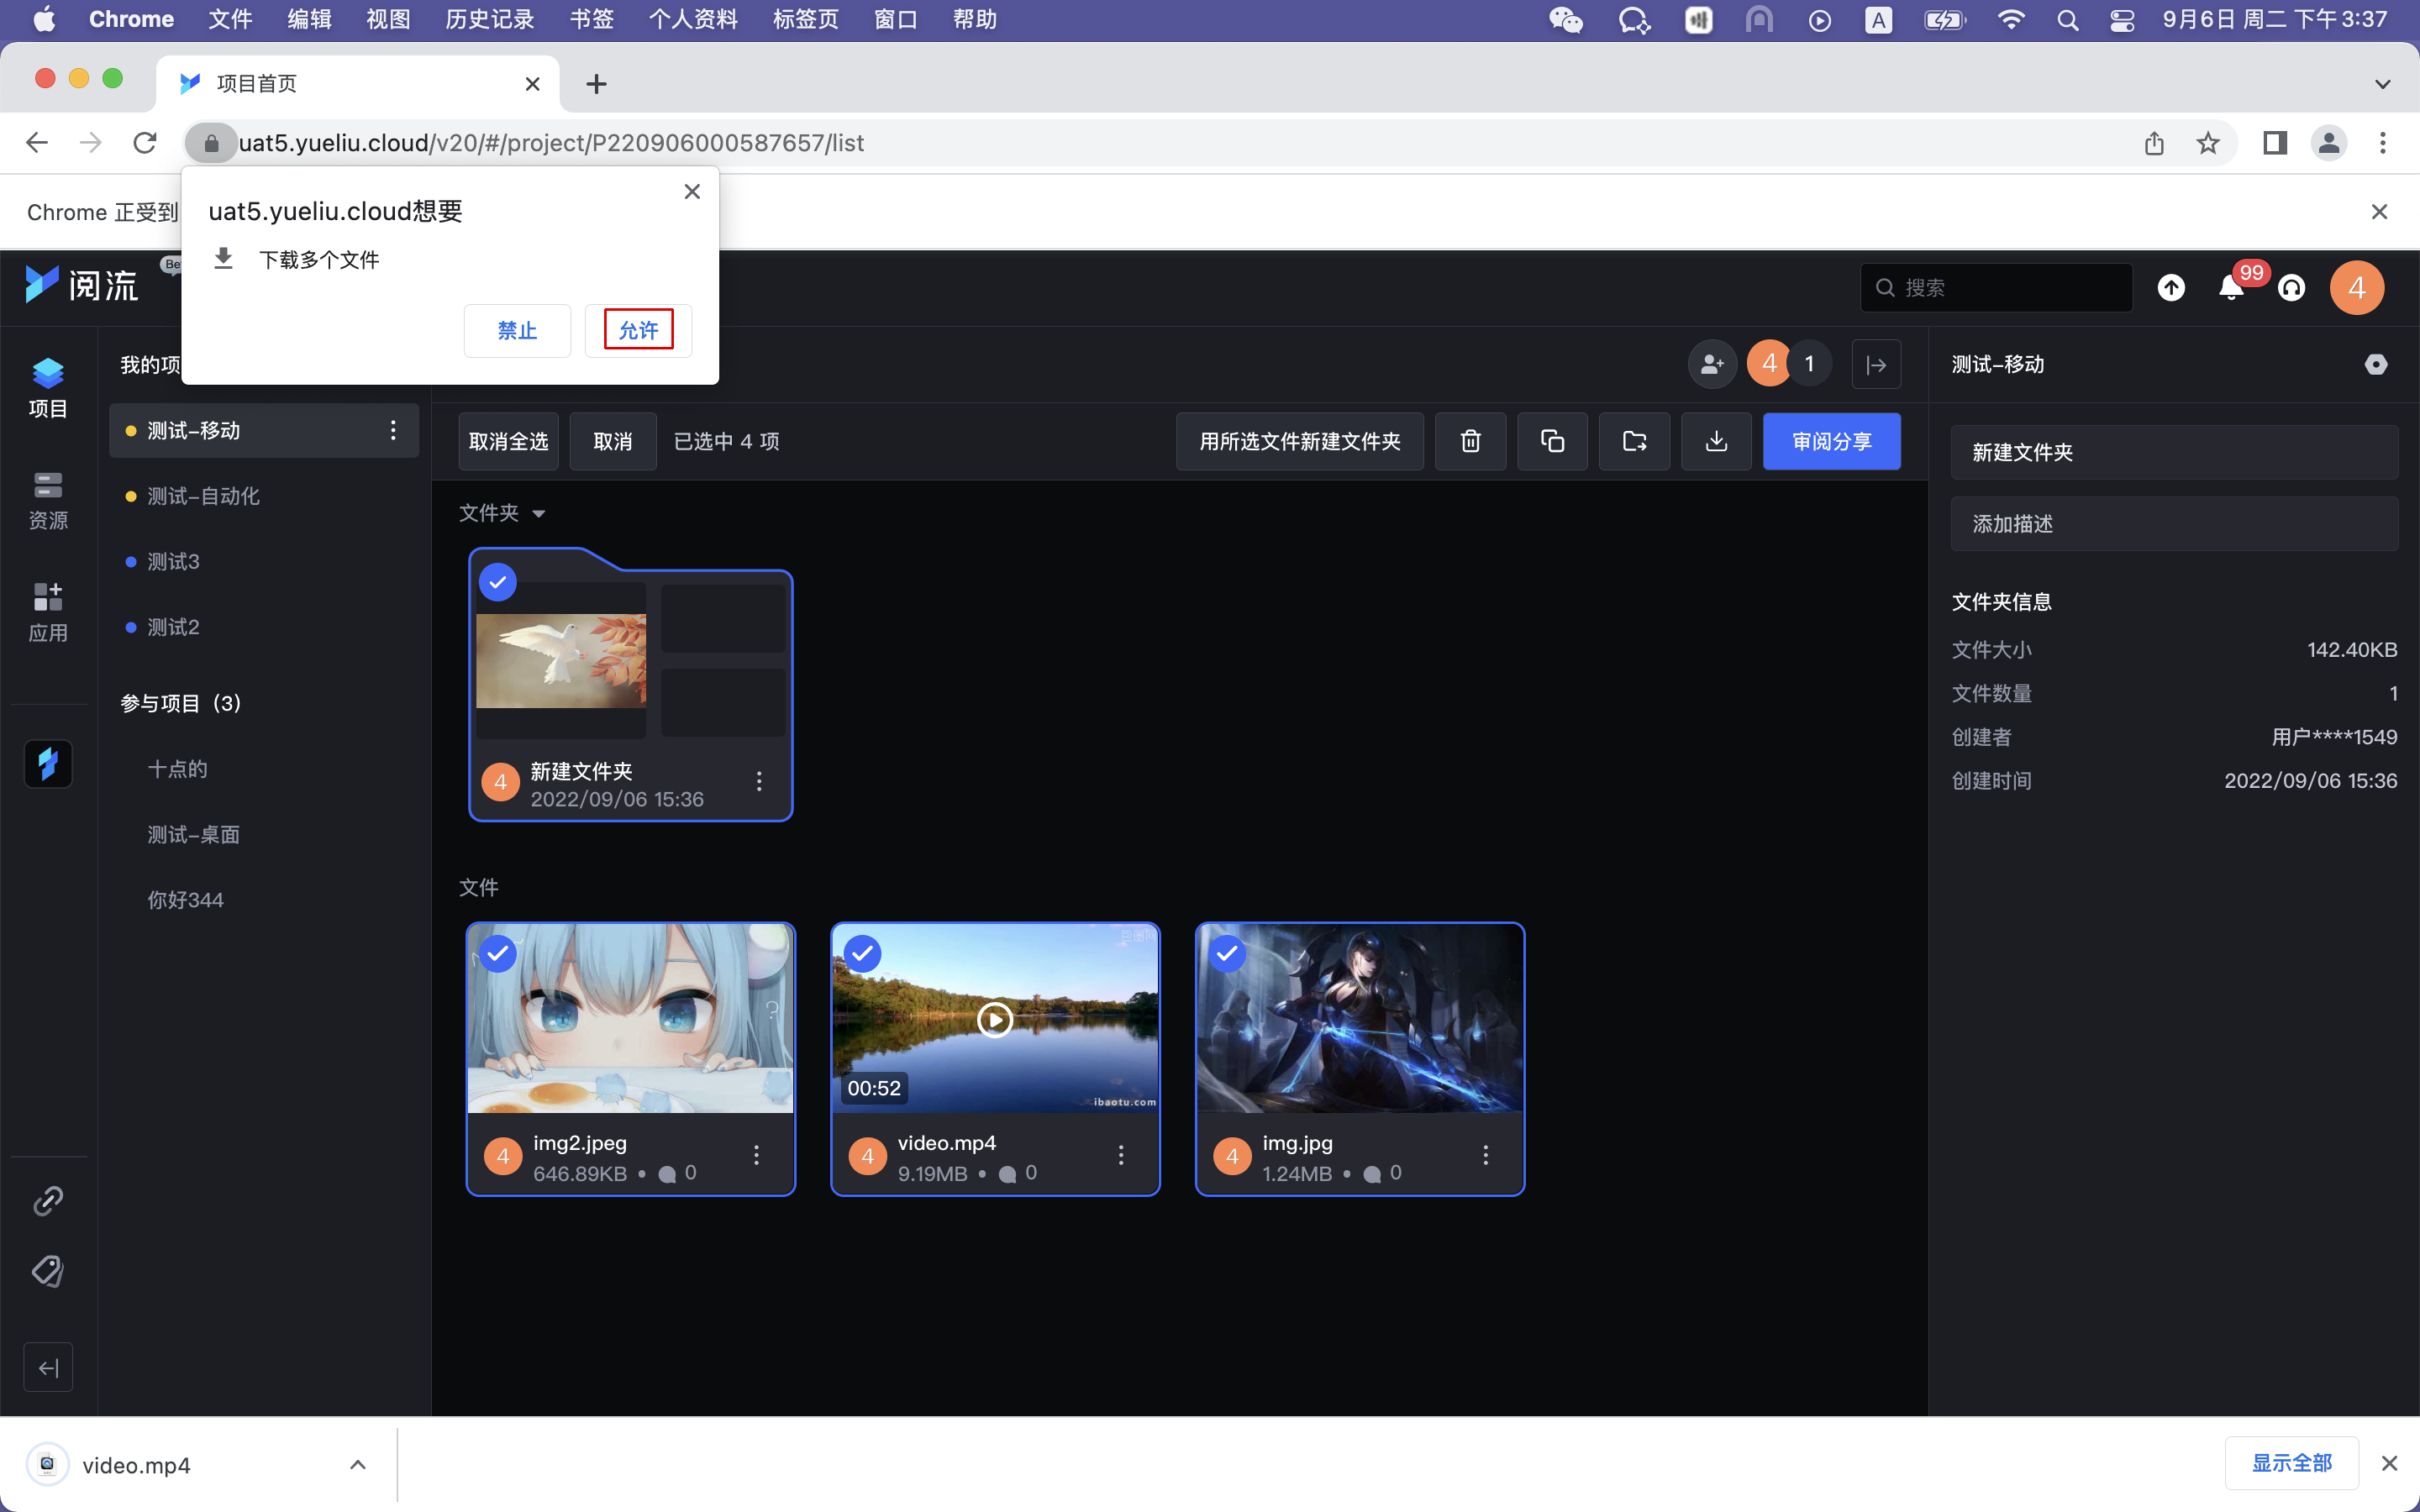 Chrome 文件 编辑 视图 历史记录 书签 个人资料 标签页 窗口 帮助 A 9月6日 周二 下午3:37
项目首页
uat5.yueliu.cloud/v20/#/project/P220906000587657/list
Chrome 正受到
uat5.yueliu.cloud想要
下载多个文件
禁止 允许
阅流
搜索
99
4
项目
资源
应用
我的项
测试-移动
测试-自动化
测试3
测试2
参与项目（3）
十点的
测试-桌面
你好344
4 1
取消全选 取消 已选中 4 项 用所选文件新建文件夹 审阅分享
文件夹
4 新建文件夹
2022/09/06 15:36
文件
00:52
ibaotu.com
4 img2.jpeg
646.89KB • 0
4 video.mp4
9.19MB • 0
4 img.jpg
1.24MB • 0
测试-移动
新建文件夹
添加描述
文件夹信息
文件大小 142.40KB
文件数量 1
创建者 用户****1549
创建时间 2022/09/06 15:36
video.mp4
显示全部